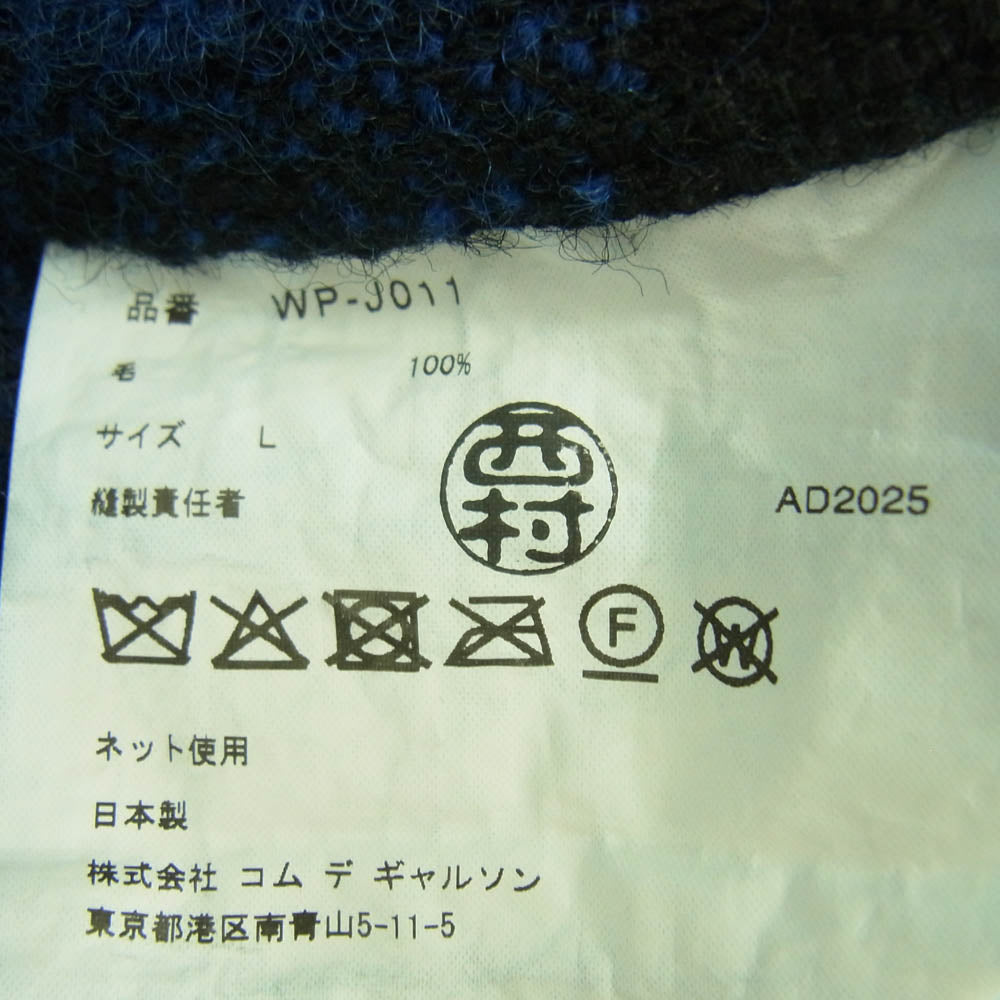 品番 WP-J011
毛 100%
サイズ L
縫製責任者 西村 AD2025
F W
ネット使用
日本製
株式会社 コム デ ギャルソン
東京都港区南青山5-11-5